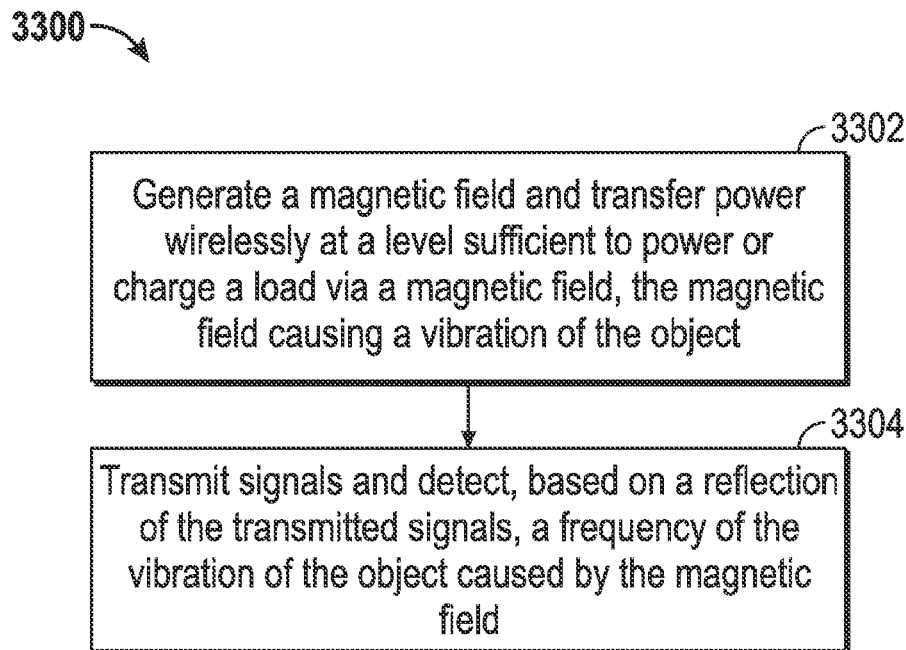 3300
3302
Generate a magnetic field and transfer power
wirelessly at a level sufficient to power or
charge a load via a magnetic field, the magnetic
field causing a vibration of the object
3304
Transmit signals and detect, based on a reflection
of the transmitted signals, a frequency of the
vibration of the object caused by the magnetic
field